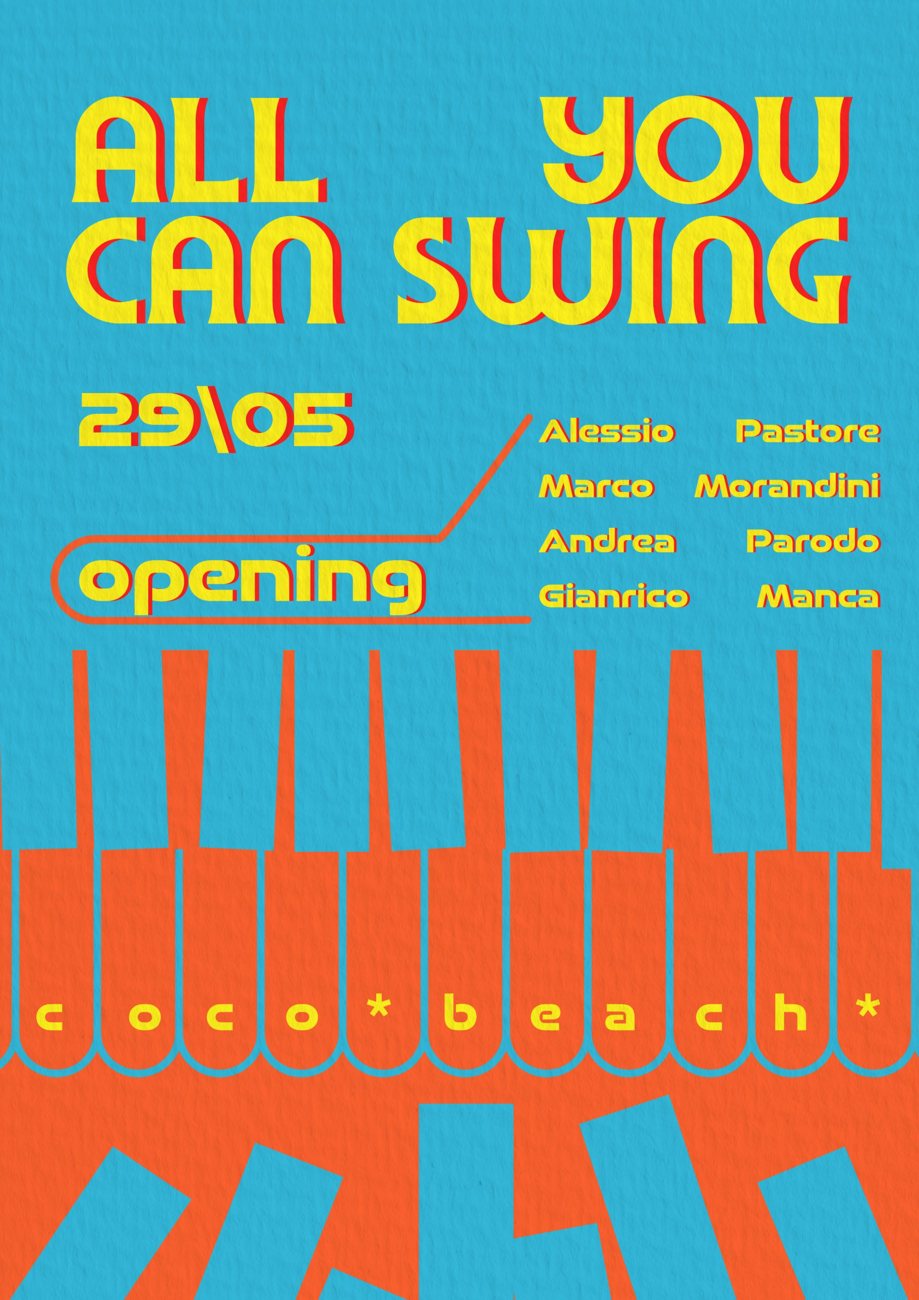 ALL YOU
CAN SWING
29\05
opening
Alessio Pastore
Marco Morandini
Andrea Parodo
Gianrico Manca
coco*beach*